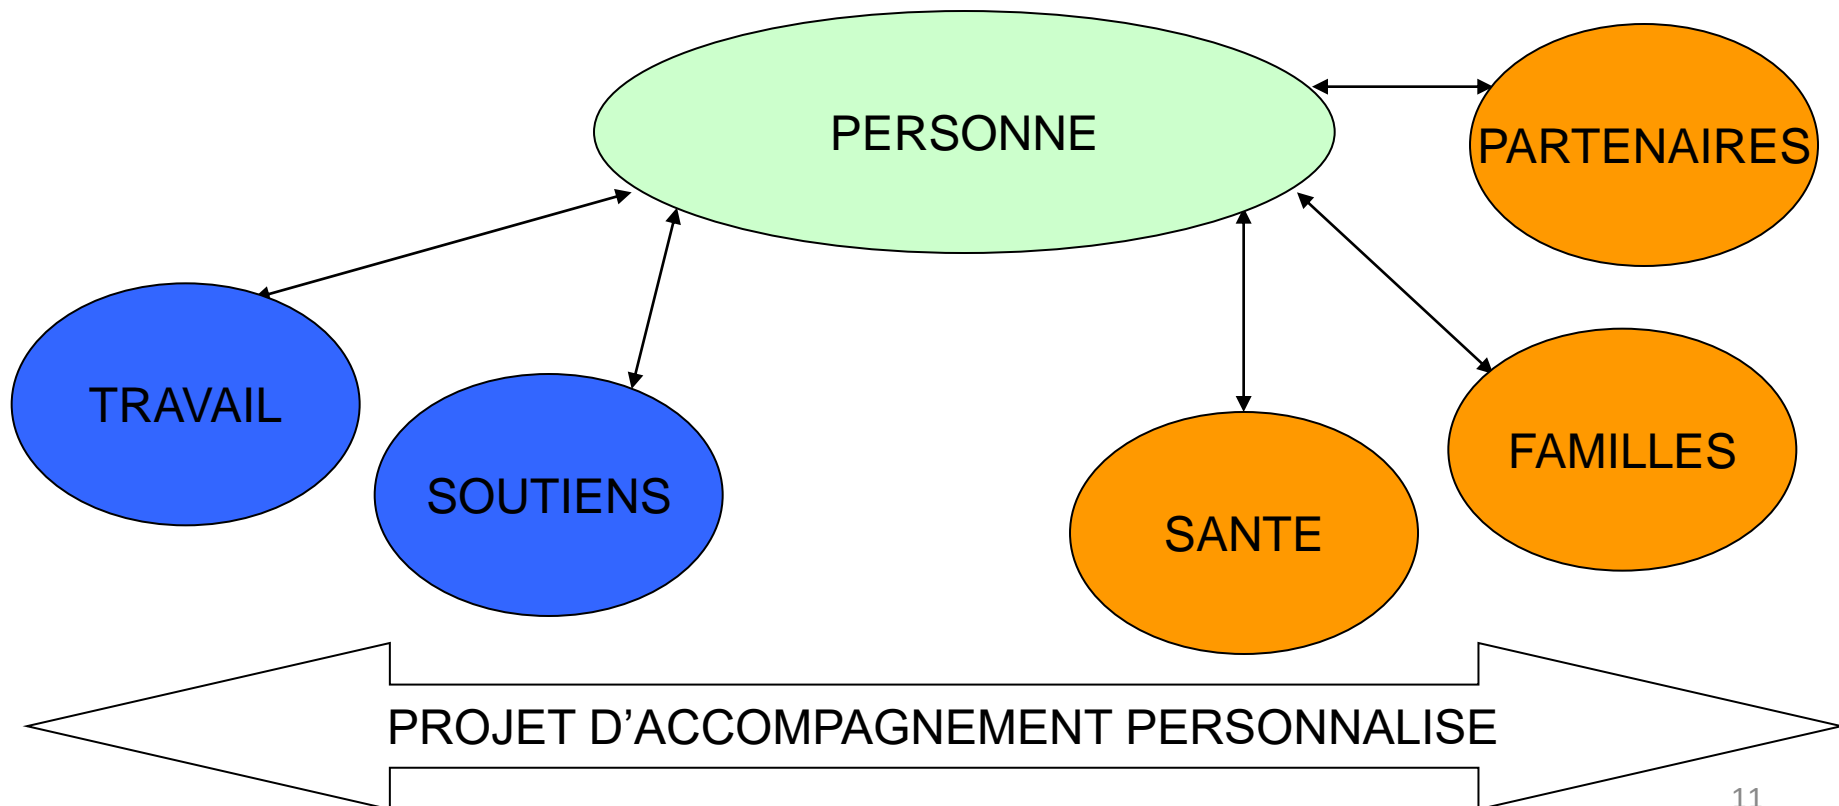 PERSONNE
PARTENAIRES
TRAVAIL
SOUTIENS
SANTE
FAMILLES
PROJET D’ACCOMPAGNEMENT PERSONNALISE
11